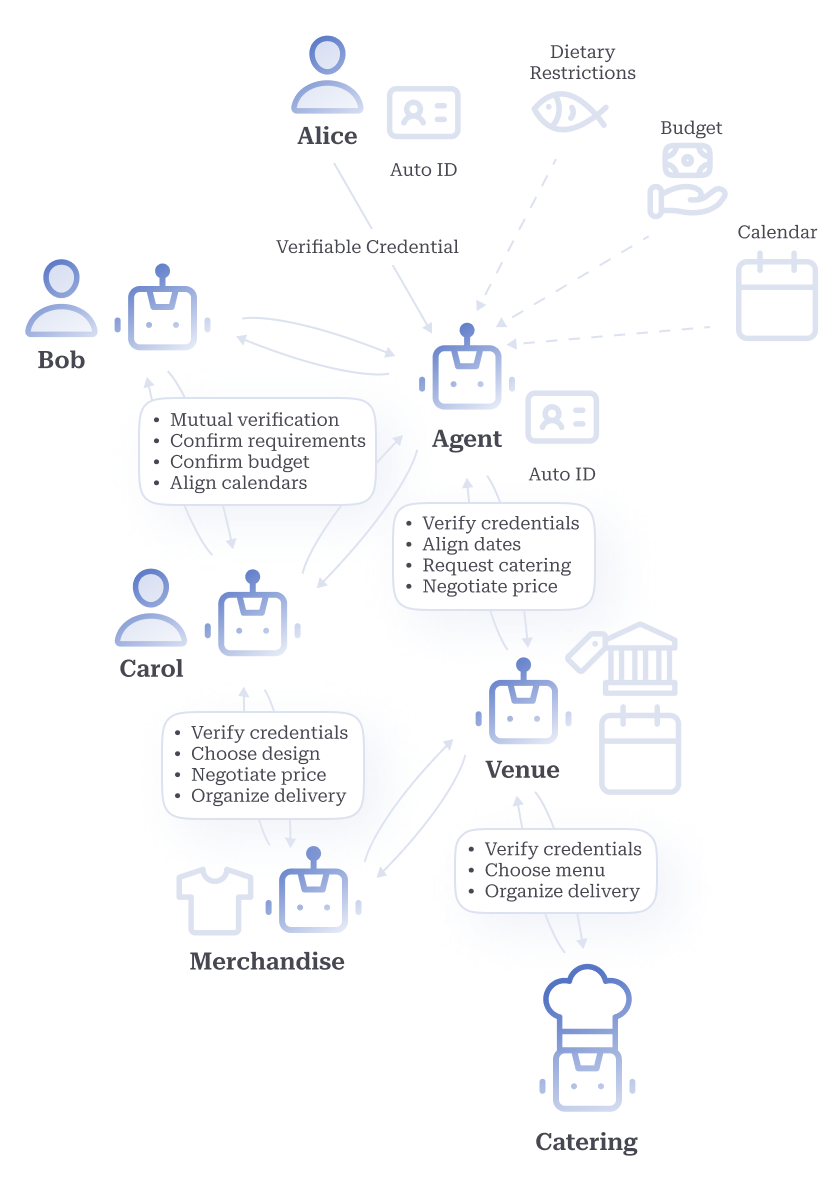 Alice
Auto ID
Dietary
Restrictions
Budget
Calendar
Verifiable Credential
Bob
Agent
Auto ID
• Mutual verification
• Confirm requirements
• Confirm budget
• Align calendars
• Verify credentials
• Align dates
• Request catering
• Negotiate price
Carol
Venue
• Verify credentials
• Choose design
• Negotiate price
• Organize delivery
• Verify credentials
• Choose menu
• Organize delivery
Merchandise
Catering